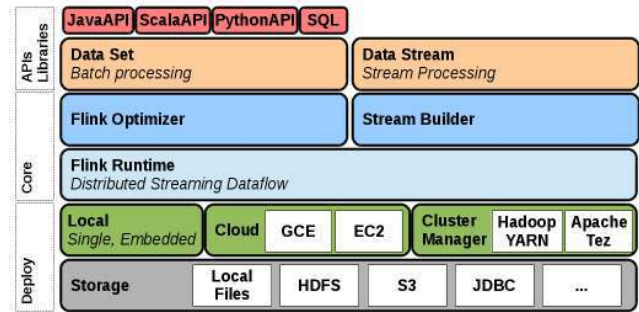 APIs
Libraries
JavaAPI
ScalaAPI
PythonAPI
SQL
Data Set
Batch processing
Data Stream
Stream Processing
Core
Flink Optimizer
Stream Builder
Flink Runtime
Distributed Streaming Dataflow
Deploy
Local
Single, Embedded
Cloud
GCE
EC2
Cluster
Manager
Hadoop
YARN
Apache
Tez
Storage
Local
Files
HDFS
S3
JDBC
...